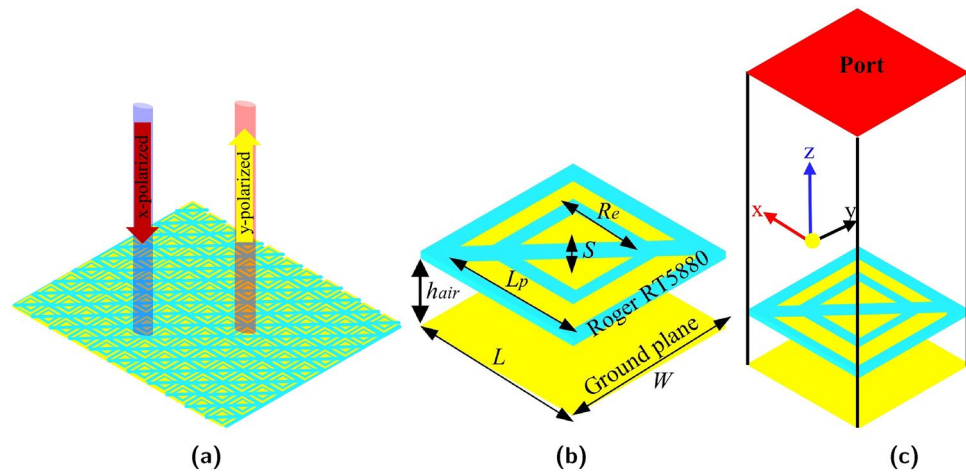 x-polarized
y-polarized
(a)
Re
S
Lp
hair
Roger RT5880
L
Ground plane
W
(b)
Port
z
x
y
(c)